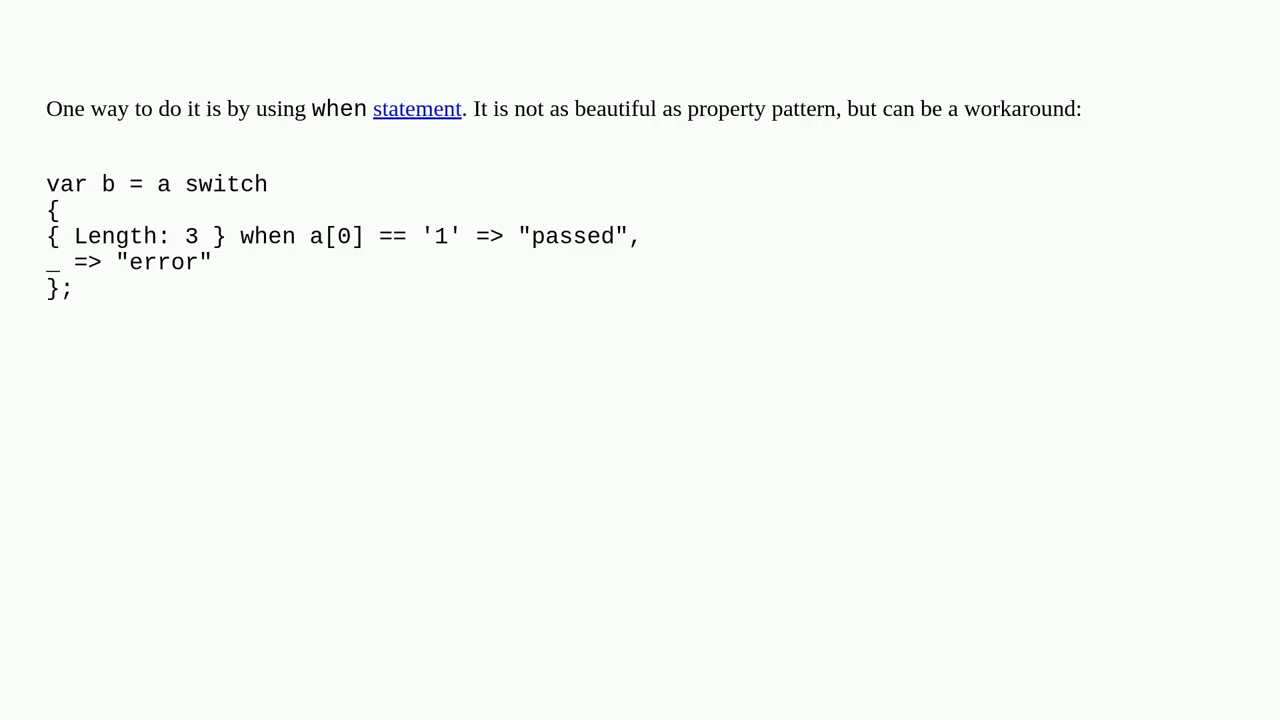 One way to do it is by using when statement. It is not as beautiful as property pattern, but can be a workaround:
var b = a switch
{
{ Length: 3 } when a[0] == '1' => "passed",
_ => "error"
};